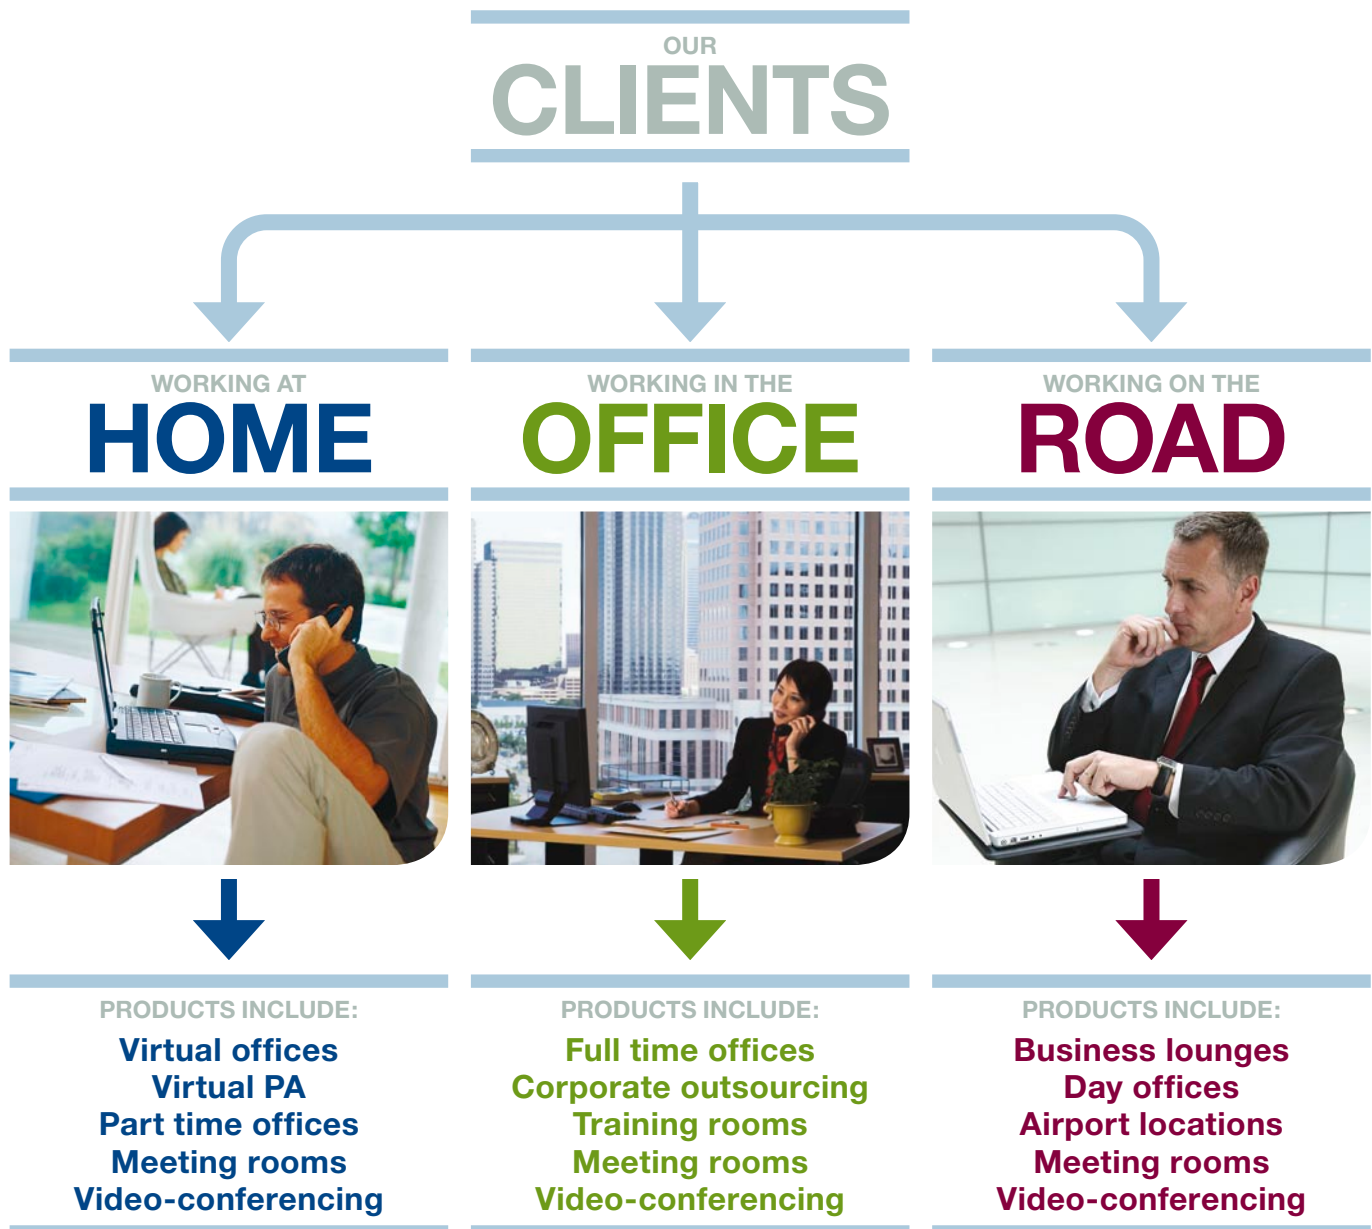 OUR
CLIENTS
WORKING AT
HOME
WORKING IN THE
OFFICE
WORKING ON THE
ROAD
PRODUCTS INCLUDE:
Virtual offices
Virtual PA
Part time offices
Meeting rooms
Video-conferencing
PRODUCTS INCLUDE:
Full time offices
Corporate outsourcing
Training rooms
Meeting rooms
Video-conferencing
PRODUCTS INCLUDE:
Business lounges
Day offices
Airport locations
Meeting rooms
Video-conferencing